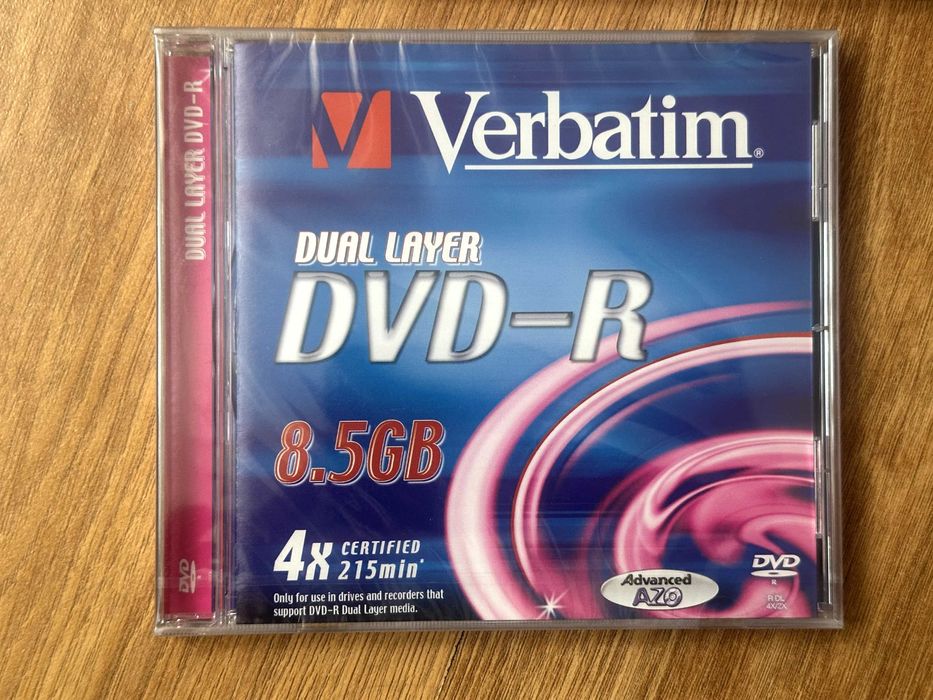 DUAL LAYER DVD-R
Verbatim®
DUAL LAYER
DVD-R
8.5GB
4x CERTIFIED
215min*
Only for use in drives and recorders that
support DVD-R Dual Layer media.
Advanced
AZO
DVD
R
R DL
4X/2X
DVD
R